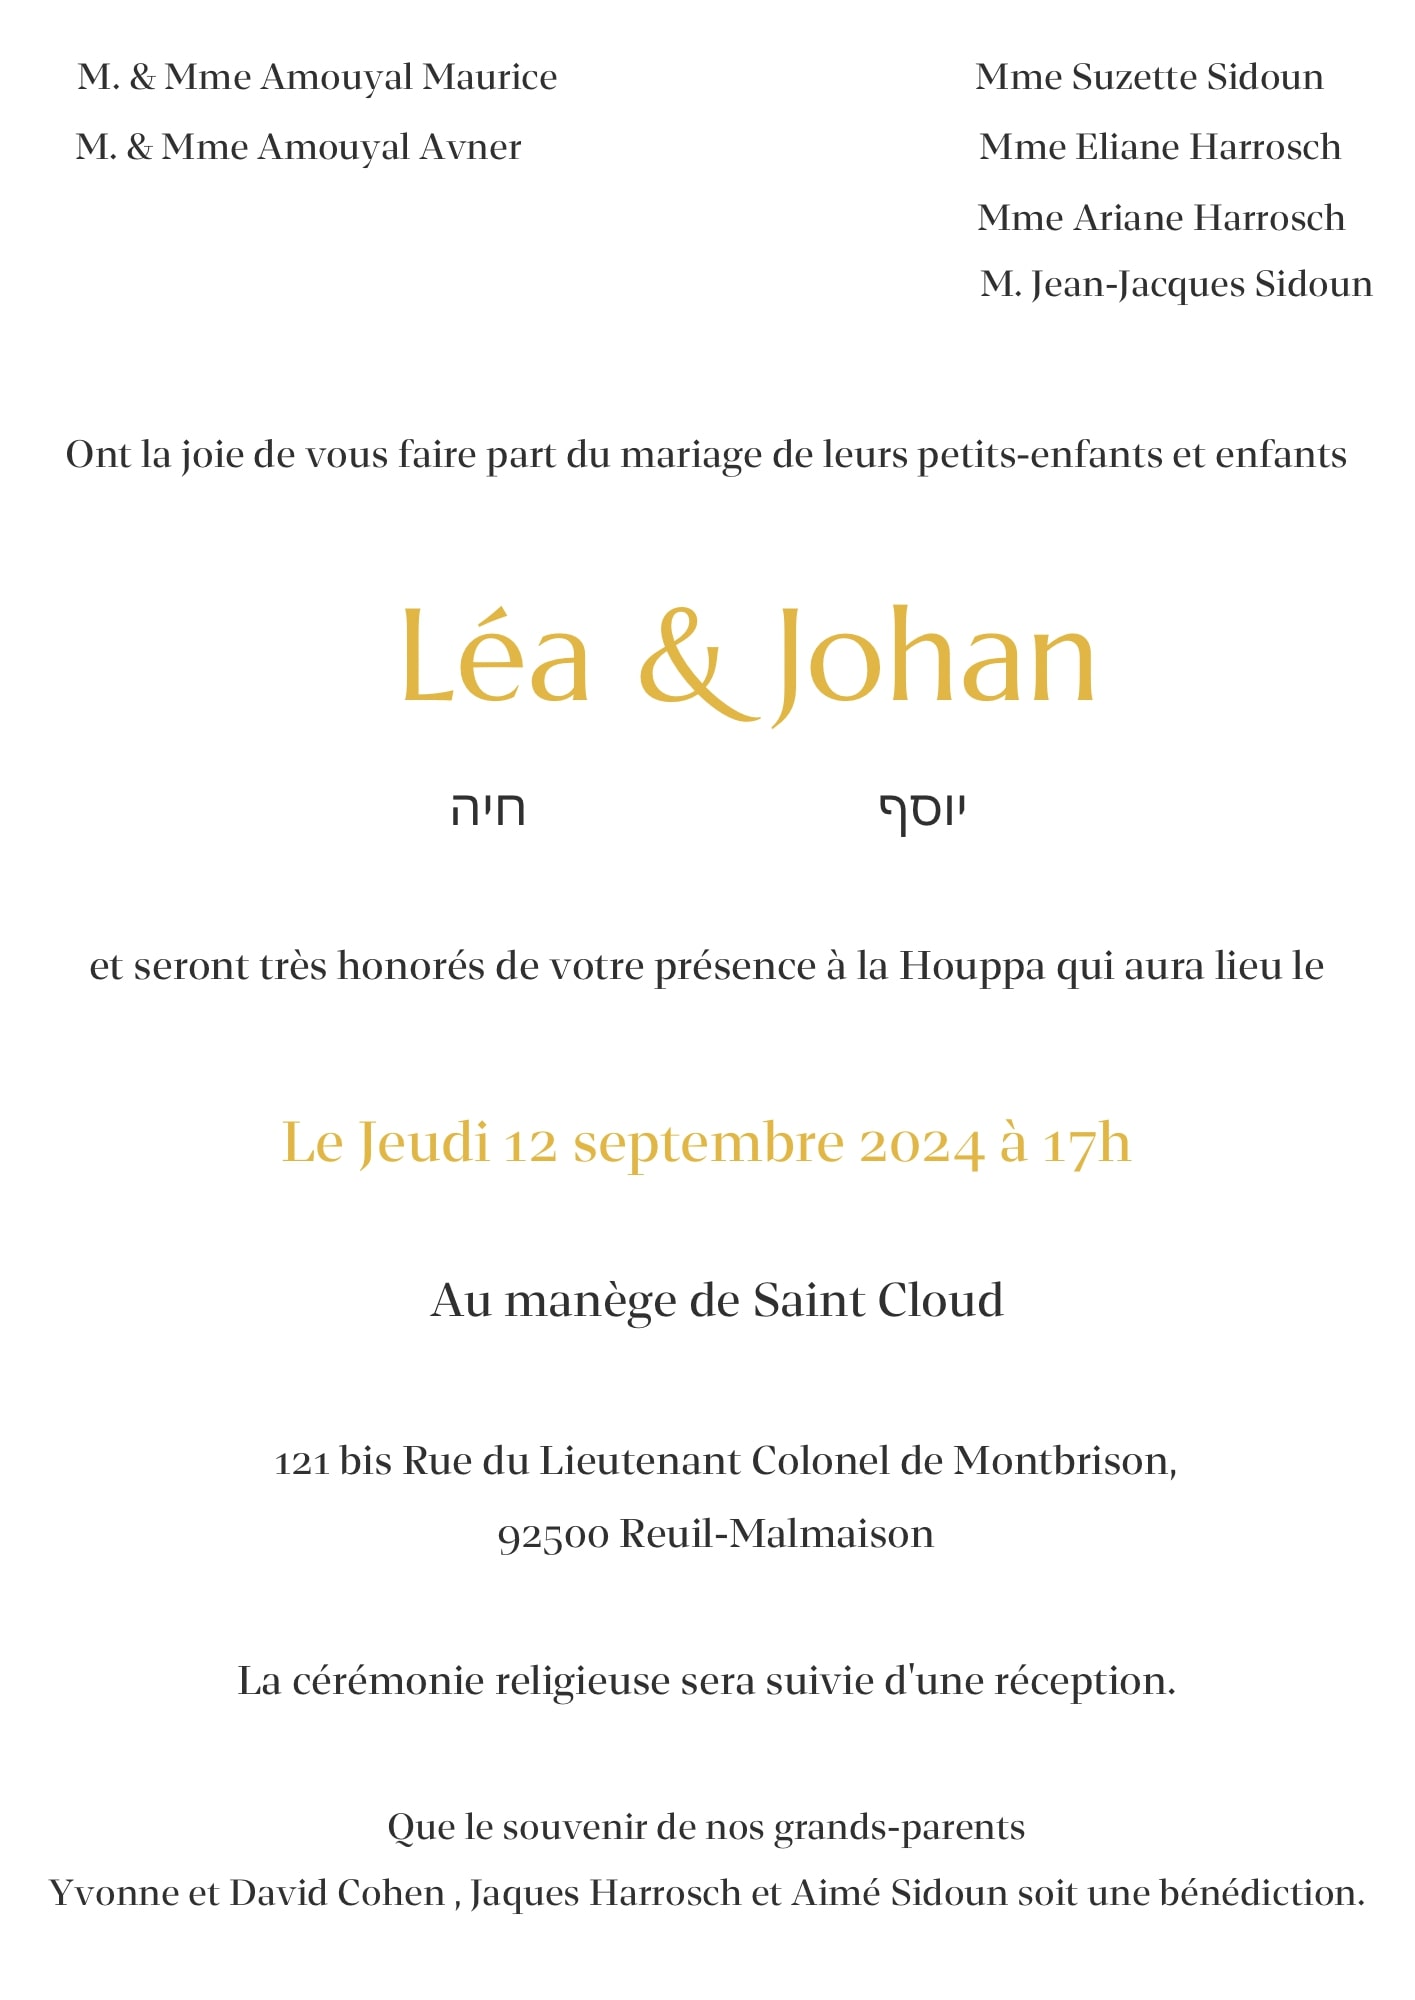 M. & Mme Amouyal Maurice
M. & Mme Amouyal Avner
Mme Suzette Sidoun
Mme Eliane Harrosch
Mme Ariane Harrosch
M. Jean-Jacques Sidoun
Ont la joie de vous faire part du mariage de leurs petits-enfants et enfants
Léa & Johan
חיה
יוסף
et seront très honorés de votre présence à la Houppa qui aura lieu le
Le Jeudi 12 septembre 2024 à 17h
Au manège de Saint Cloud
121 bis Rue du Lieutenant Colonel de Montbrison,
92500 Reuil-Malmaison
La cérémonie religieuse sera suivie d'une réception.
Que le souvenir de nos grands-parents
Yvonne et David Cohen , Jaques Harrosch et Aimé Sidoun soit une bénédiction.